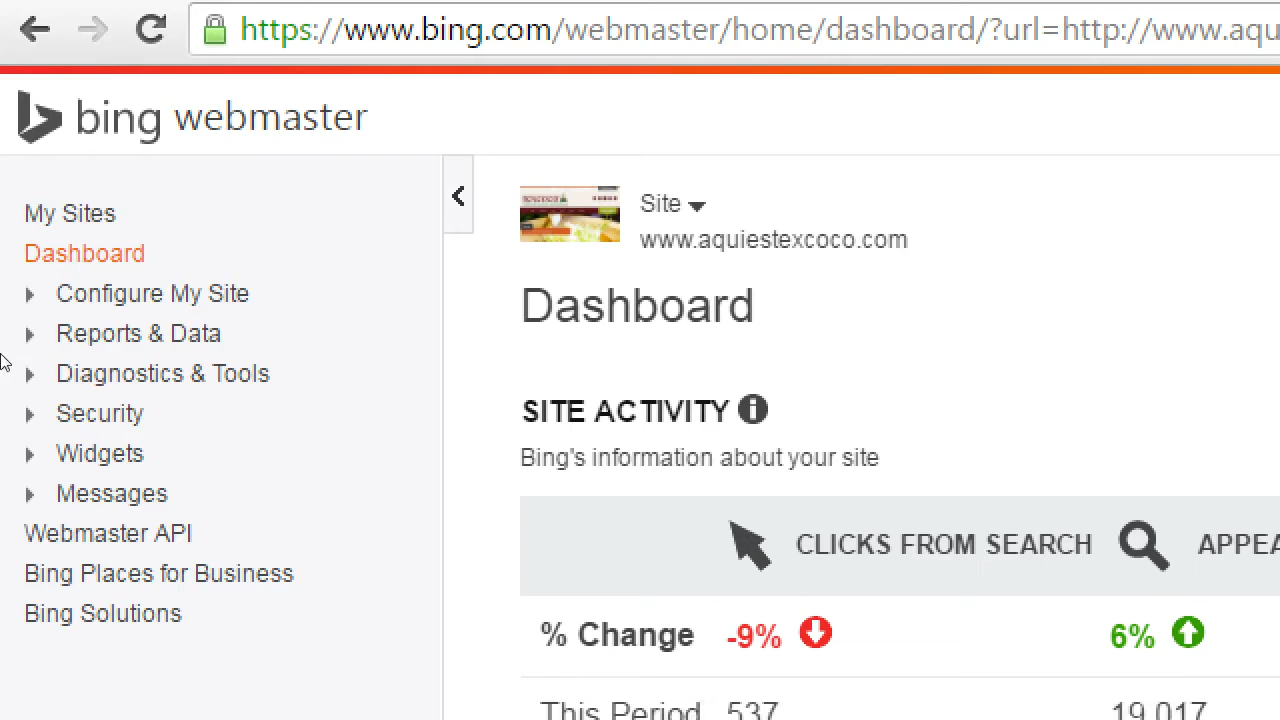 https://www.bing.com/webmaster/home/dashboard/?url=http://www.aqu
bing webmaster
My Sites
Dashboard
Configure My Site
Reports & Data
Diagnostics & Tools
Security
Widgets
Messages
Webmaster API
Bing Places for Business
Bing Solutions
Site
www.aquiestexcoco.com
Dashboard
SITE ACTIVITY
Bing's information about your site
CLICKS FROM SEARCH APPEA
% Change -9% 6%
This Period 537 19,017